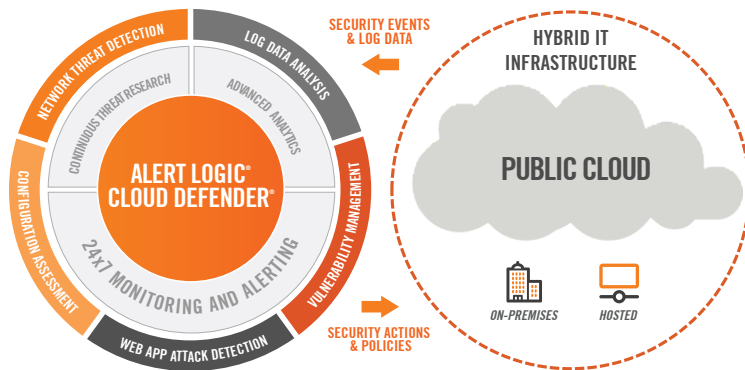 NETWORK THREAT DETECTION
LOG DATA ANALYSIS
VULNERABILITY MANAGEMENT
WEB APP ATTACK DETECTION
CONFIGURATION ASSESSMENT
CONTINUOUS THREAT RESEARCH
ADVANCED ANALYTICS
24x7 MONITORING AND ALERTING
ALERT LOGIC®
CLOUD DEFENDER®
SECURITY EVENTS
& LOG DATA
SECURITY ACTIONS
& POLICIES
HYBRID IT
INFRASTRUCTURE
PUBLIC CLOUD
ON-PREMISES
HOSTED